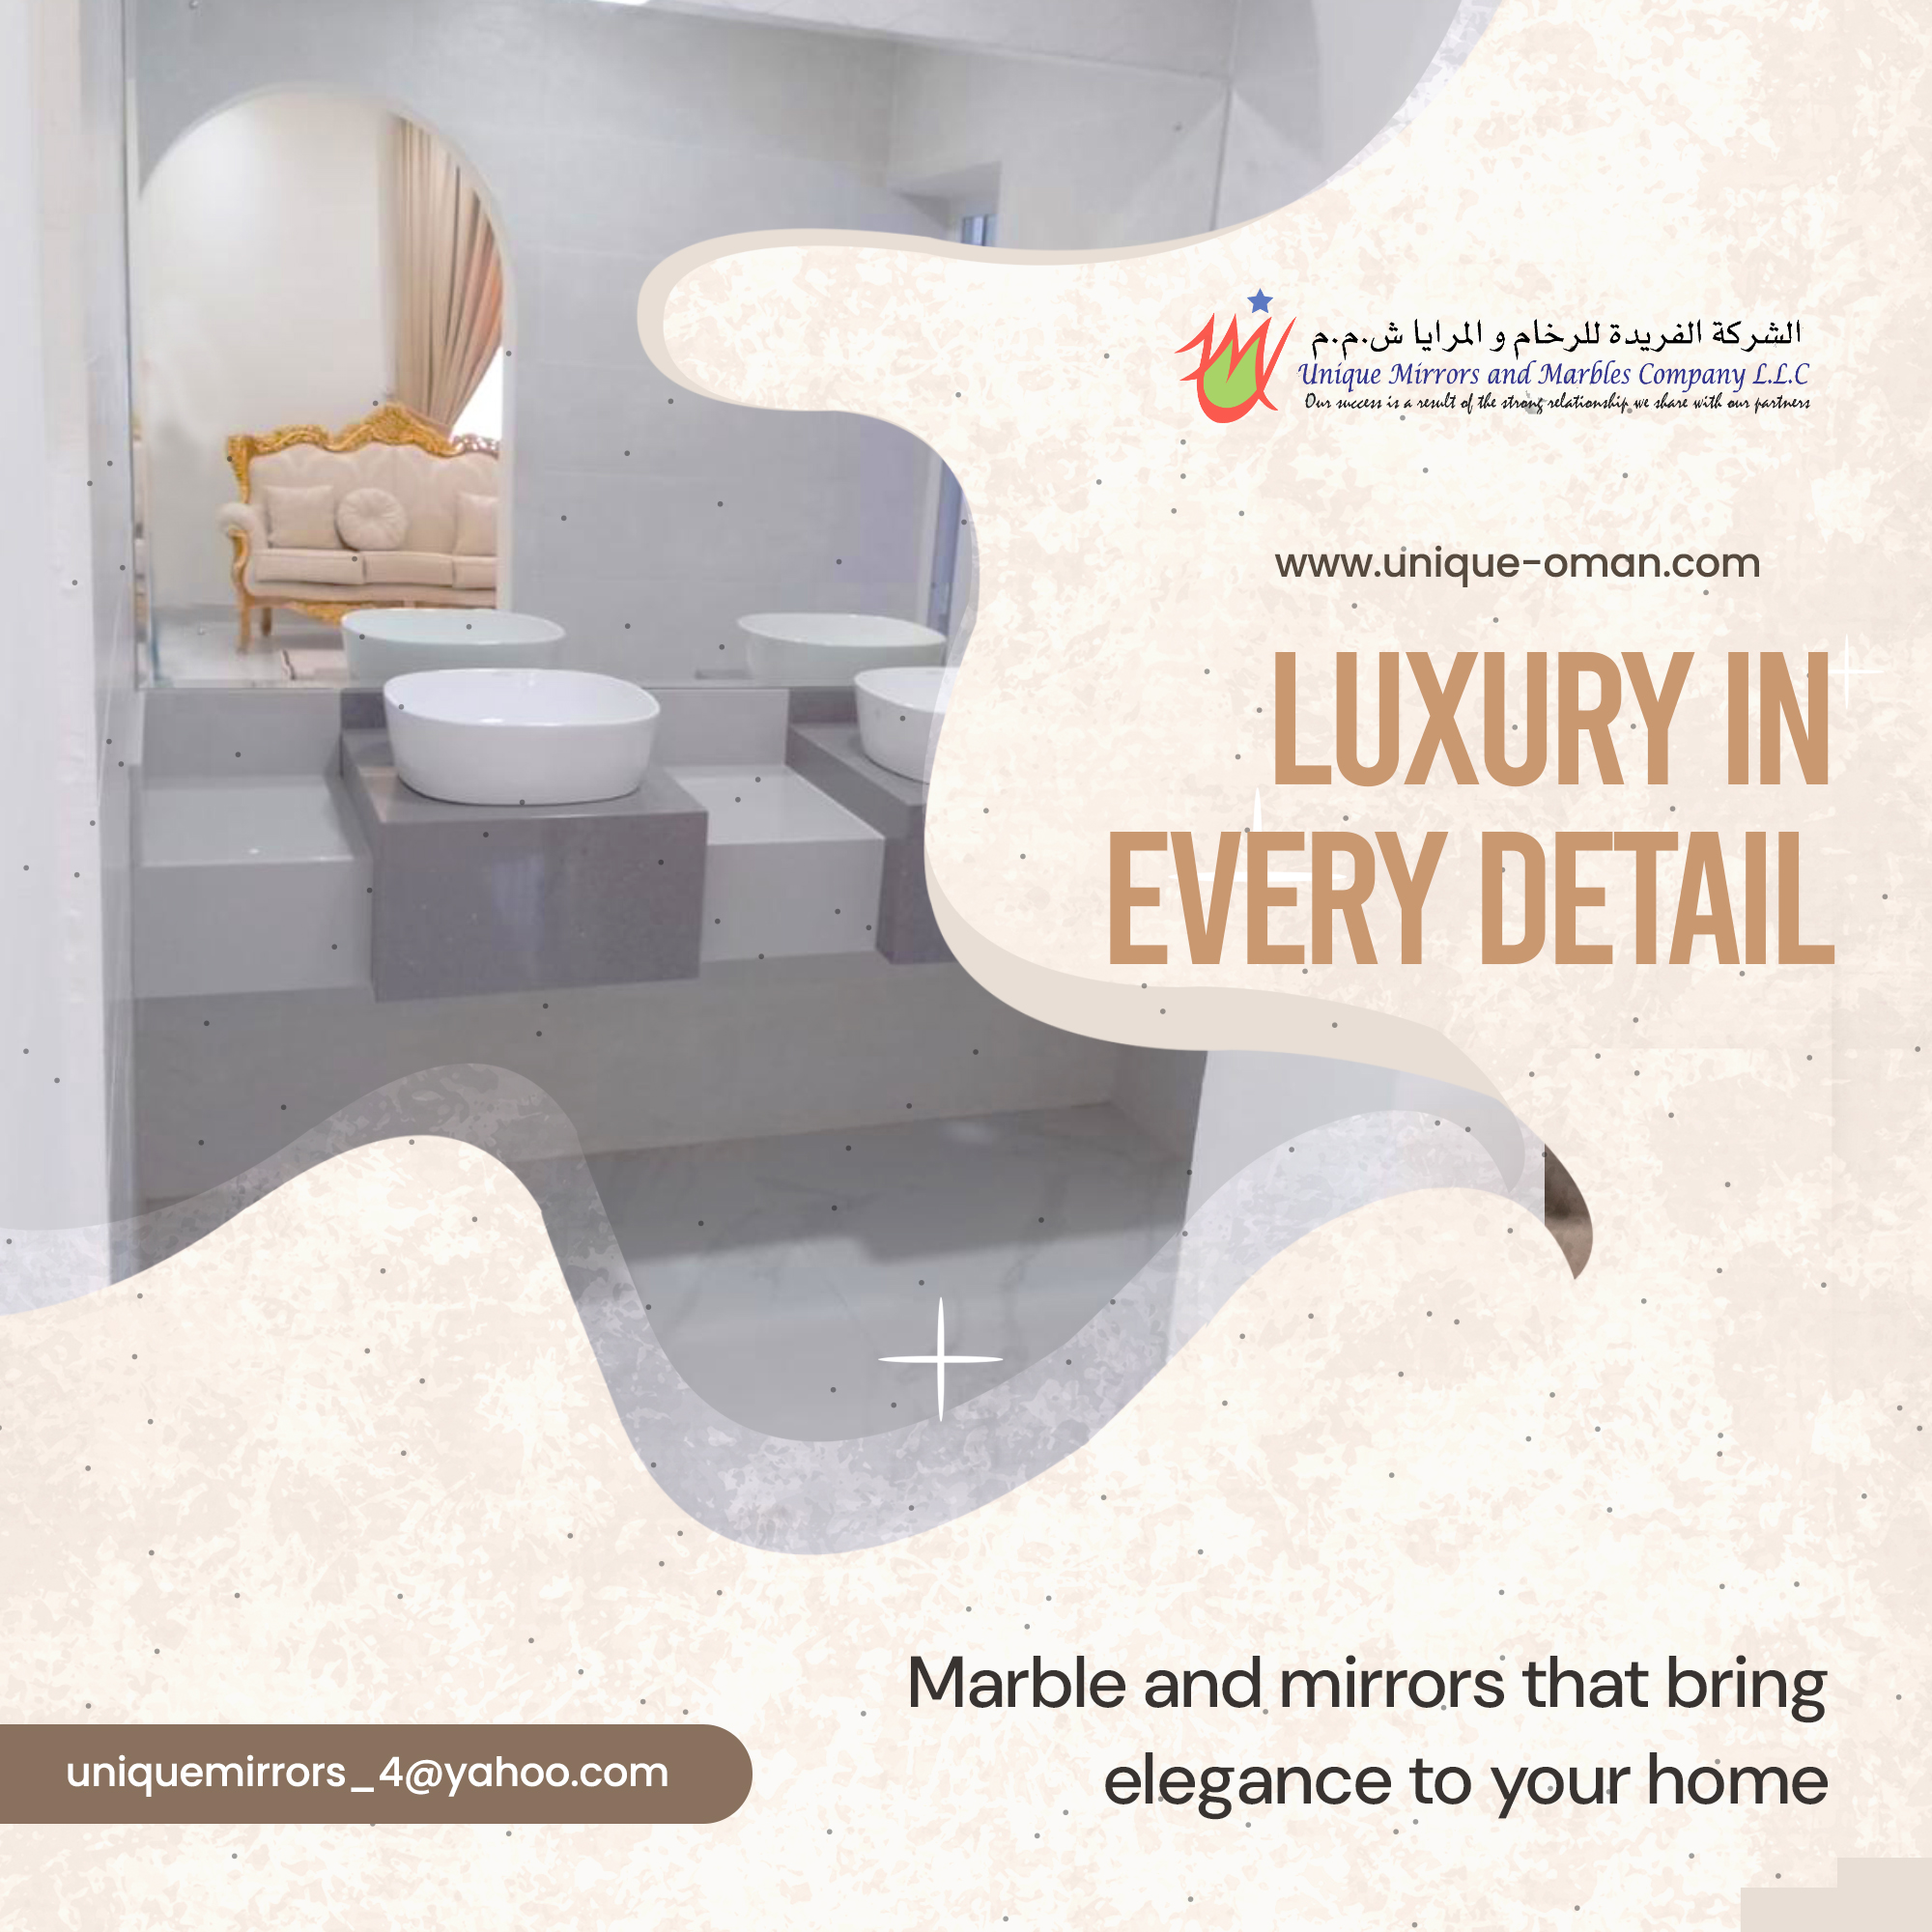 الشركة الفريدة للرخام و المرايا ش.م.م
Unique Mirrors and Marbles Company L.L.C
Our success is a result of the strong relationship we share with our partners
www.unique-oman.com
LUXURY IN
EVERY DETAIL
Marble and mirrors that bring
elegance to your home
uniquemirrors_4@yahoo.com